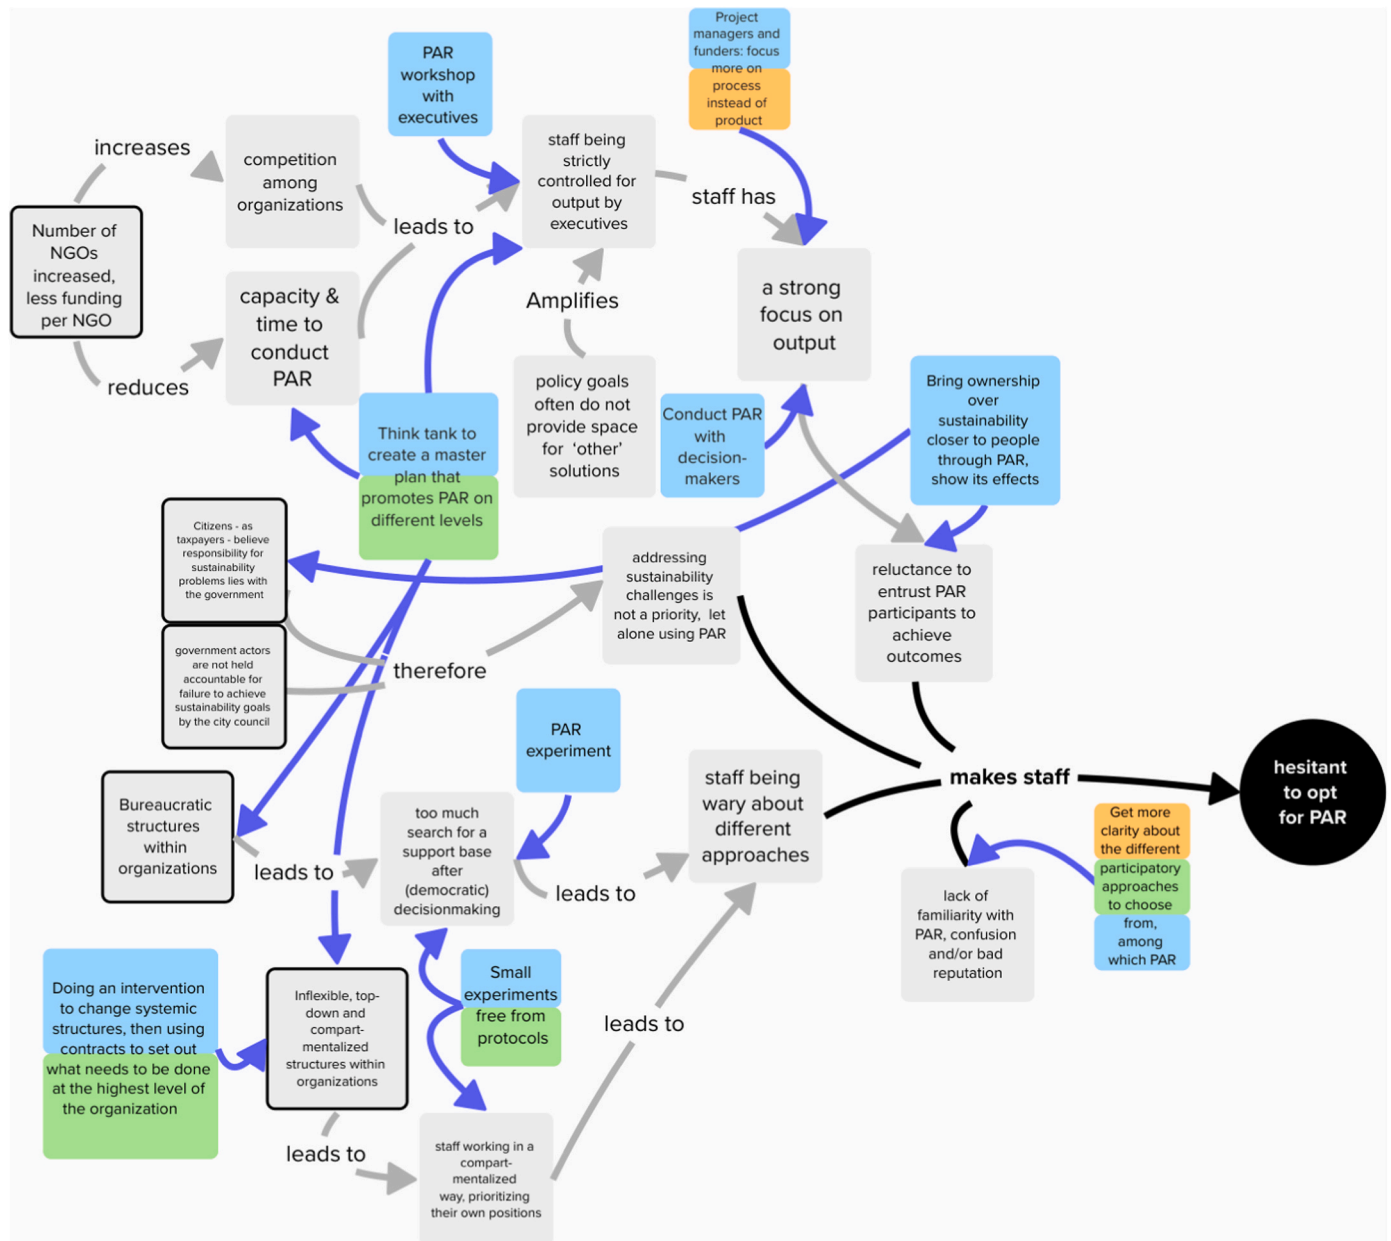 Project
managers and
funders: focus
more on
process
instead of
product
PAR
workshop
with
executives
increases
competition
among
organizations
staff being
strictly
controlled for
output by
executives
staff has
leads to
Number of
NGOs
increased,
less funding
per NGO
capacity &
time to
conduct
PAR
reduces
Amplifies
a strong
focus on
output
policy goals
often do not
provide space
for ‘other’
solutions
Conduct PAR
with
decision-
makers
Bring ownership
over
sustainability
closer to people
through PAR,
show its effects
Think tank to
create a master
plan that
promotes PAR on
different levels
Citizens - as
taxpayers - believe
responsibility for
sustainability
problems lies with
the government
addressing
sustainability
challenges is
not a priority, let
alone using PAR
reluctance to
entrust PAR
participants to
achieve
outcomes
government actors
are not held
accountable for
failure to achieve
sustainability goals
by the city council
therefore
PAR
experiment
staff being
wary about
different
approaches
makes staff
hesitant
to opt
for PAR
Bureaucratic
structures
within
organizations
leads to
too much
search for a
support base
after
(democratic)
decisionmaking
leads to
Get more
clarity about
the different
participatory
approaches
to choose
from,
among
which PAR
lack of
familiarity with
PAR, confusion
and/or bad
reputation
Doing an intervention
to change systemic
structures, then using
contracts to set out
what needs to be done
at the highest level of
the organization
Inflexible, top-
down and
compart-
mentalized
structures within
organizations
Small
experiments
free from
protocols
leads to
leads to
staff working in a
compart-
mentalized
way, prioritizing
their own positions